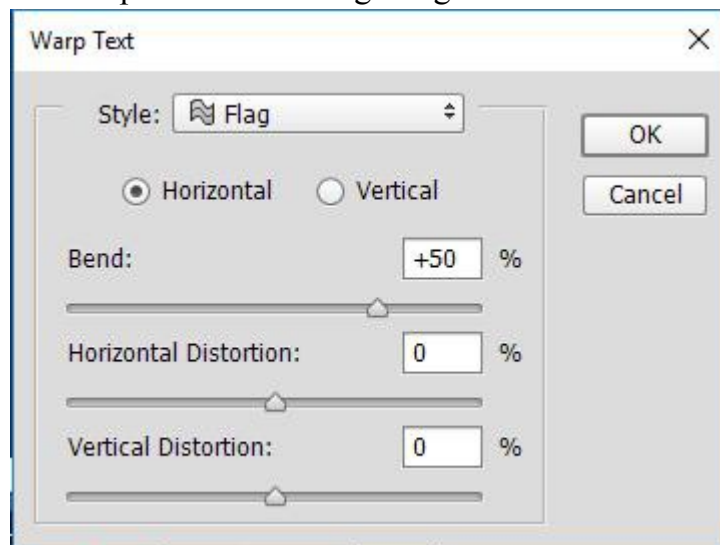 Warp Text
Style: Flag
OK
Horizontal Vertical
Cancel
Bend: +50 %
Horizontal Distortion: 0 %
Vertical Distortion: 0 %